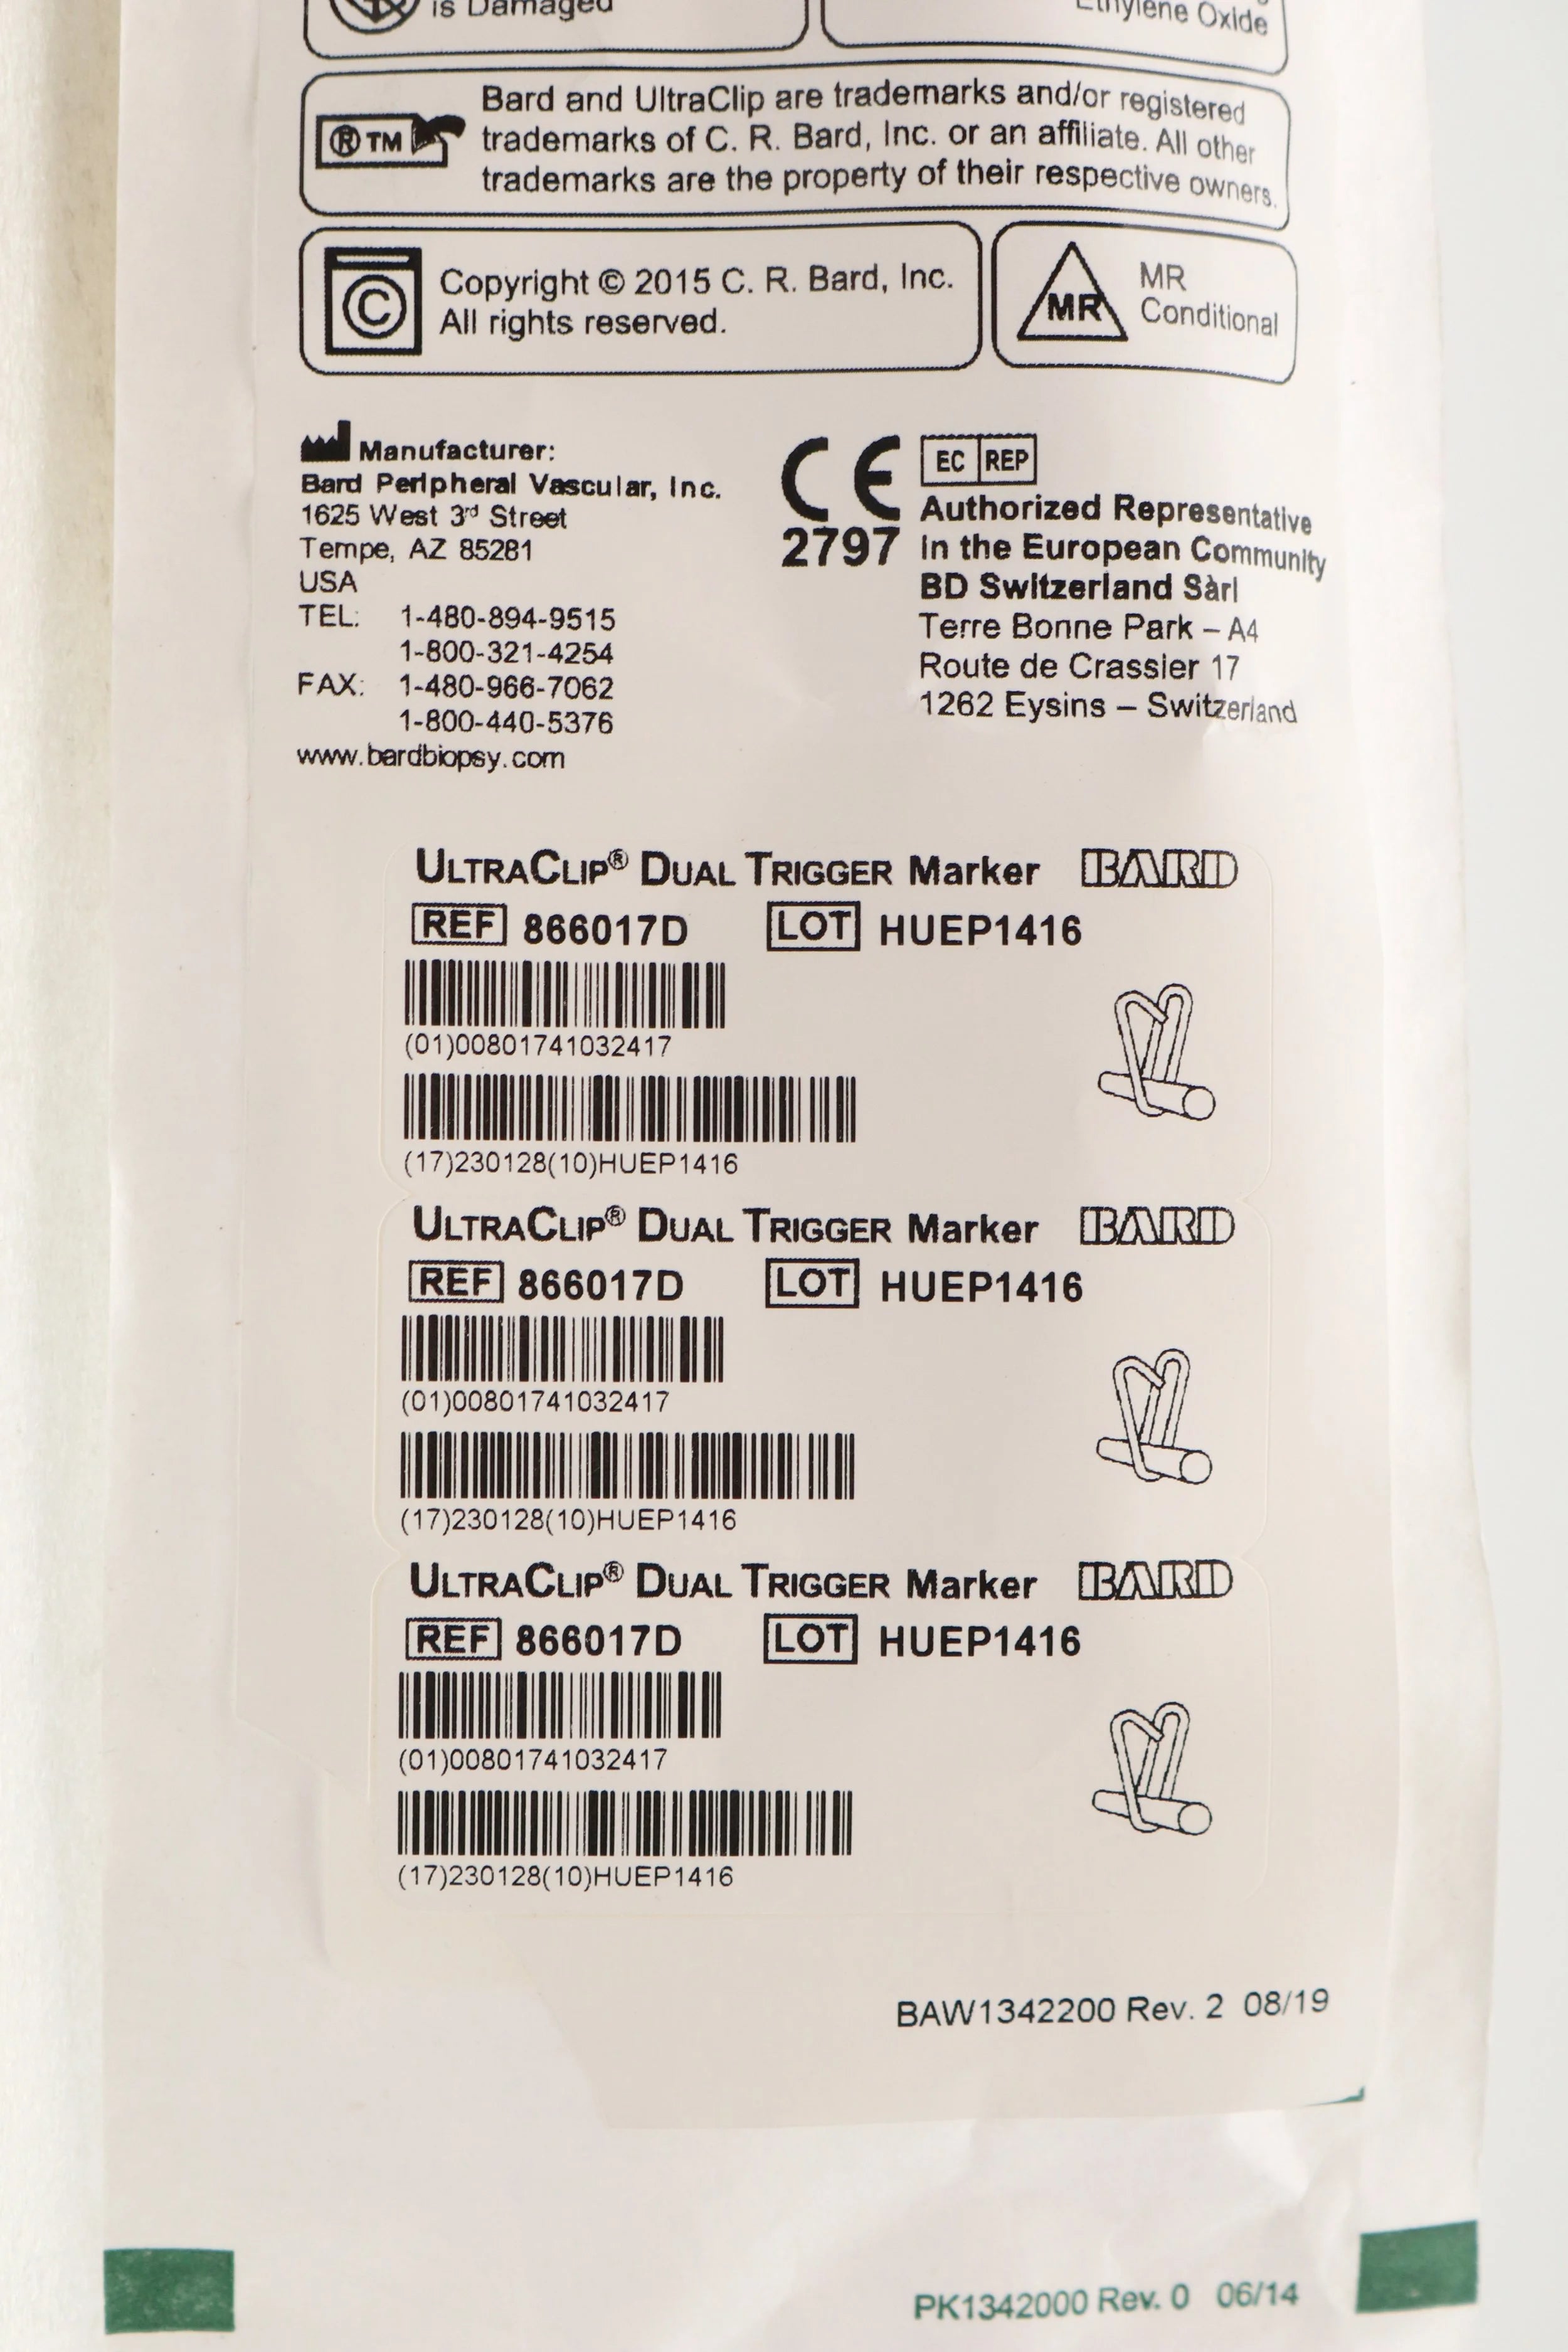 is Damaged
Ethylene Oxide
® TM
Bard and UltraClip are trademarks and/or registered
trademarks of C. R. Bard, Inc. or an affiliate. All other
trademarks are the property of their respective owners.
©
Copyright © 2015 C. R. Bard, Inc.
All rights reserved.
MR
MR
Conditional
Manufacturer:
Bard Peripheral Vascular, Inc.
1625 West 3rd Street
Tempe, AZ 85281
USA
TEL: 1-480-894-9515
1-800-321-4254
FAX: 1-480-966-7062
1-800-440-5376
www.bardbiopsy.com
CE
2797
EC REP
Authorized Representative
in the European Community
BD Switzerland Sàrl
Terre Bonne Park – A4
Route de Crassier 17
1262 Eysins – Switzerland
ULTRACLIP® DUAL TRIGGER Marker BARD
REF 866017D LOT HUEP1416
(01)00801741032417
(17)230128(10)HUEP1416
ULTRACLIP® DUAL TRIGGER Marker BARD
REF 866017D LOT HUEP1416
(01)00801741032417
(17)230128(10)HUEP1416
ULTRACLIP® DUAL TRIGGER Marker BARD
REF 866017D LOT HUEP1416
(01)00801741032417
(17)230128(10)HUEP1416
BAW1342200 Rev. 2 08/19
PK1342000 Rev. 0 06/14